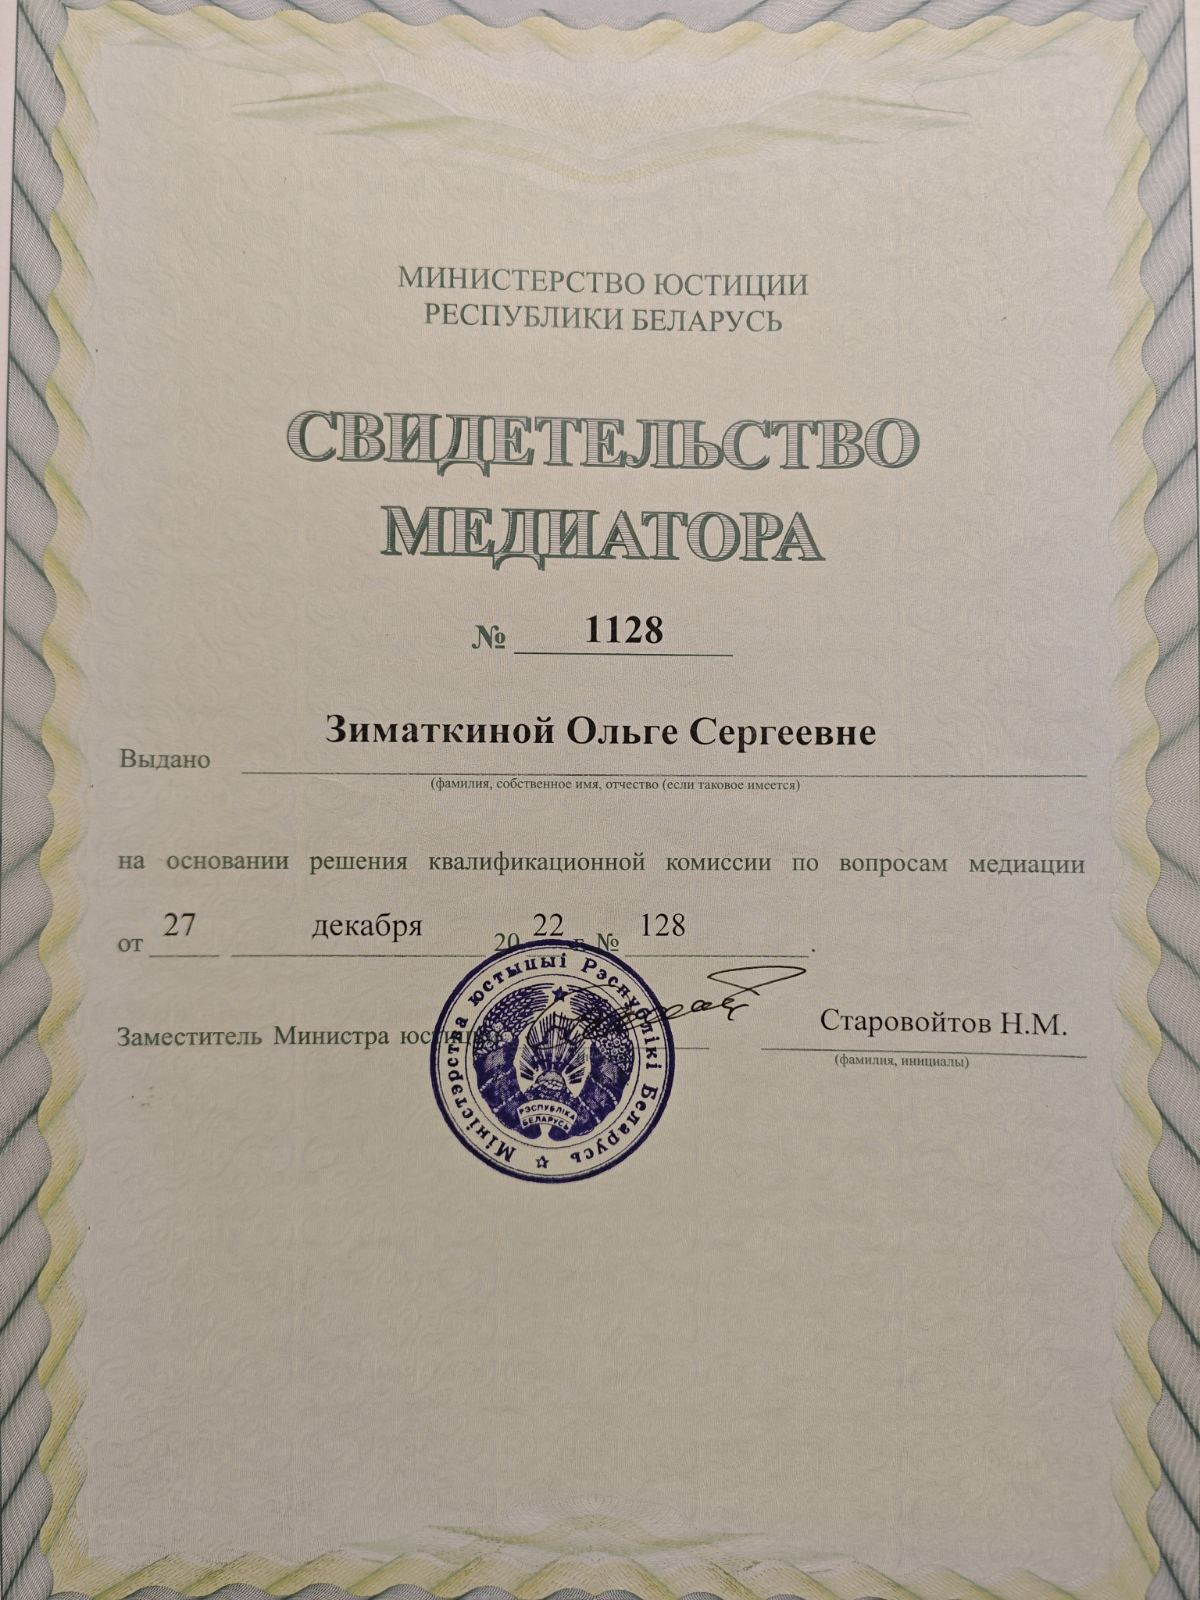 МИНИСТЕРСТВО ЮСТИЦИИ
РЕСПУБЛИКИ БЕЛАРУСЬ
СВИДЕТЕЛЬСТВО
МЕДИАТОРА
№ 1128
Зиматкиной Ольге Сергеевне
Выдано
(фамилия, собственное имя, отчество (если таковое имеется)
на основании решения квалификационной комиссии по вопросам медиации
от 27 декабря 2022 г. № 128.
Заместитель Министра юстиции Старовойтов Н.М.
(фамилия, инициалы)
Міністэрства юстыцыі Рэспублікі Беларусь
РЭСПУБЛІКА
БЕЛАРУСЬ